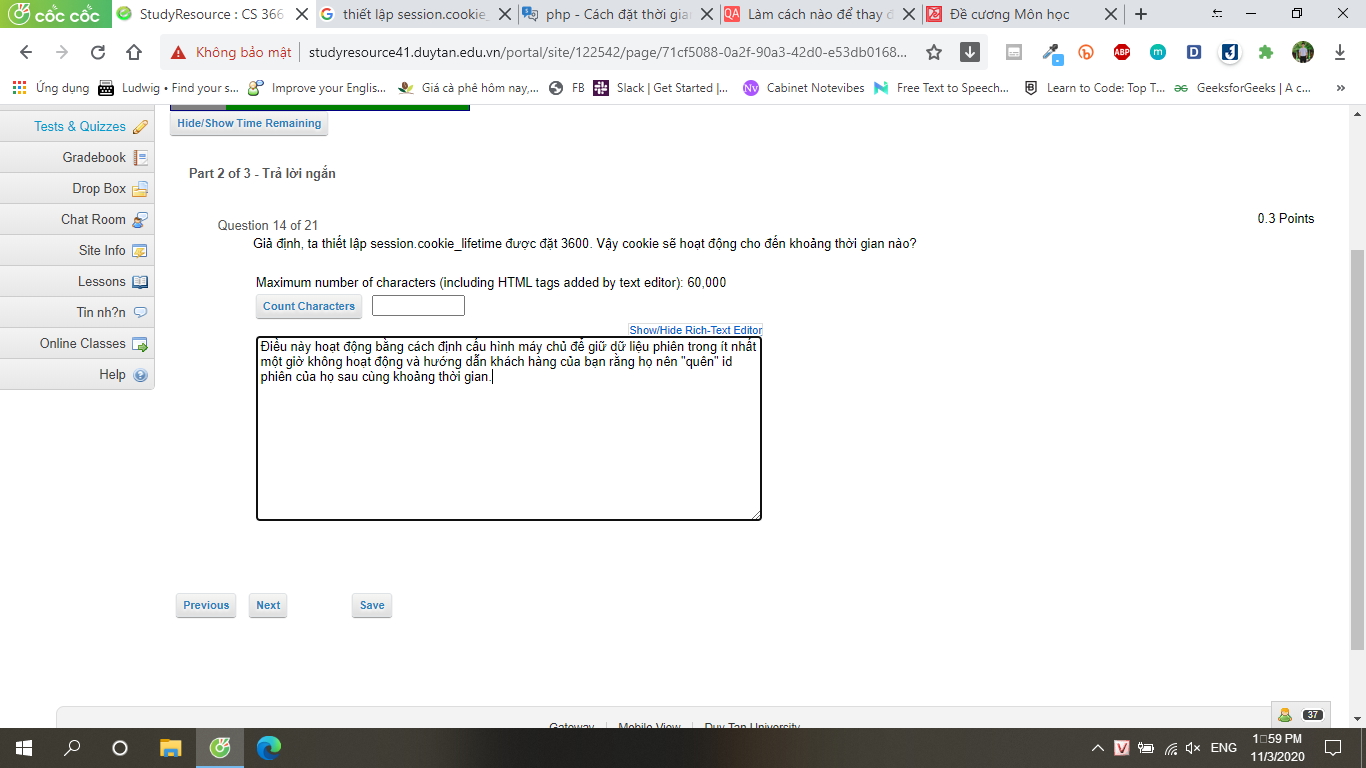 cốc cốc
StudyResource : CS 366
thiết lập session.cookie_
php - Cách đặt thời gia
QA Làm cách nào để thay đ
Đề cương Môn học
Không bảo mật
studyresource41.duytan.edu.vn/portal/site/122542/page/71cf5088-0a2f-90a3-42d0-e53db0168...
ABP
m
D
Ứng dụng
Ludwig • Find your s...
Improve your Englis...
Giá cà phê hôm nay,...
FB
Slack | Get Started |...
Nv Cabinet Notevibes
Free Text to Speech...
Learn to Code: Top T...
GeeksforGeeks | A c...
»
Tests & Quizzes
Gradebook
Drop Box
Chat Room
Site Info
Lessons
Tin nh?n
Online Classes
Help
Hide/Show Time Remaining
Part 2 of 3 - Trả lời ngắn
Question 14 of 21
0.3 Points
Giả định, ta thiết lập session.cookie_lifetime được đặt 3600. Vậy cookie sẽ hoạt động cho đến khoảng thời gian nào?
Maximum number of characters (including HTML tags added by text editor): 60,000
Count Characters
Show/Hide Rich-Text Editor
Điều này hoạt động bằng cách định cấu hình máy chủ để giữ dữ liệu phiên trong ít nhất
một giờ không hoạt động và hướng dẫn khách hàng của bạn rằng họ nên "quên" id
phiên của họ sau cùng khoảng thời gian.
Previous
Next
Save
Gateway
Mobile View
Duy Tan University
37
V
ENG
1:59 PM
11/3/2020